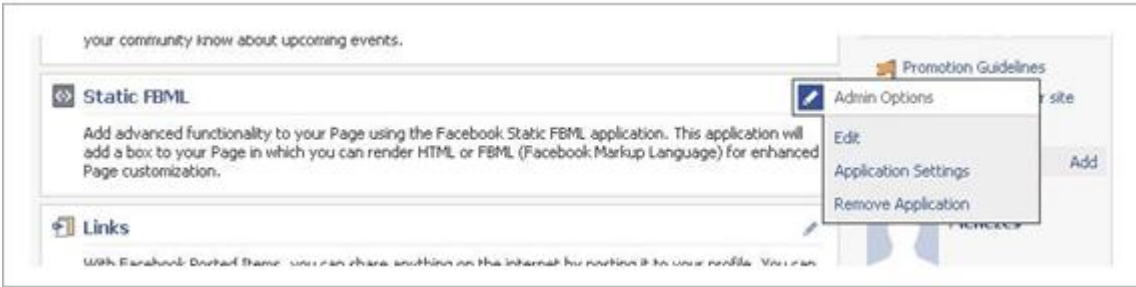 your community know about upcoming events.
Promotion Guidelines
Static FBML
Admin Options
r site
Add advanced functionality to your Page using the Facebook Static FBML application. This application will
add a box to your Page in which you can render HTML or FBML (Facebook Markup Language) for enhanced
Page customization.
Edit
Add
Application Settings
Remove Application
Links
With Facebook Posted Items, you can share anything on the internet by posting it to your profile. You can